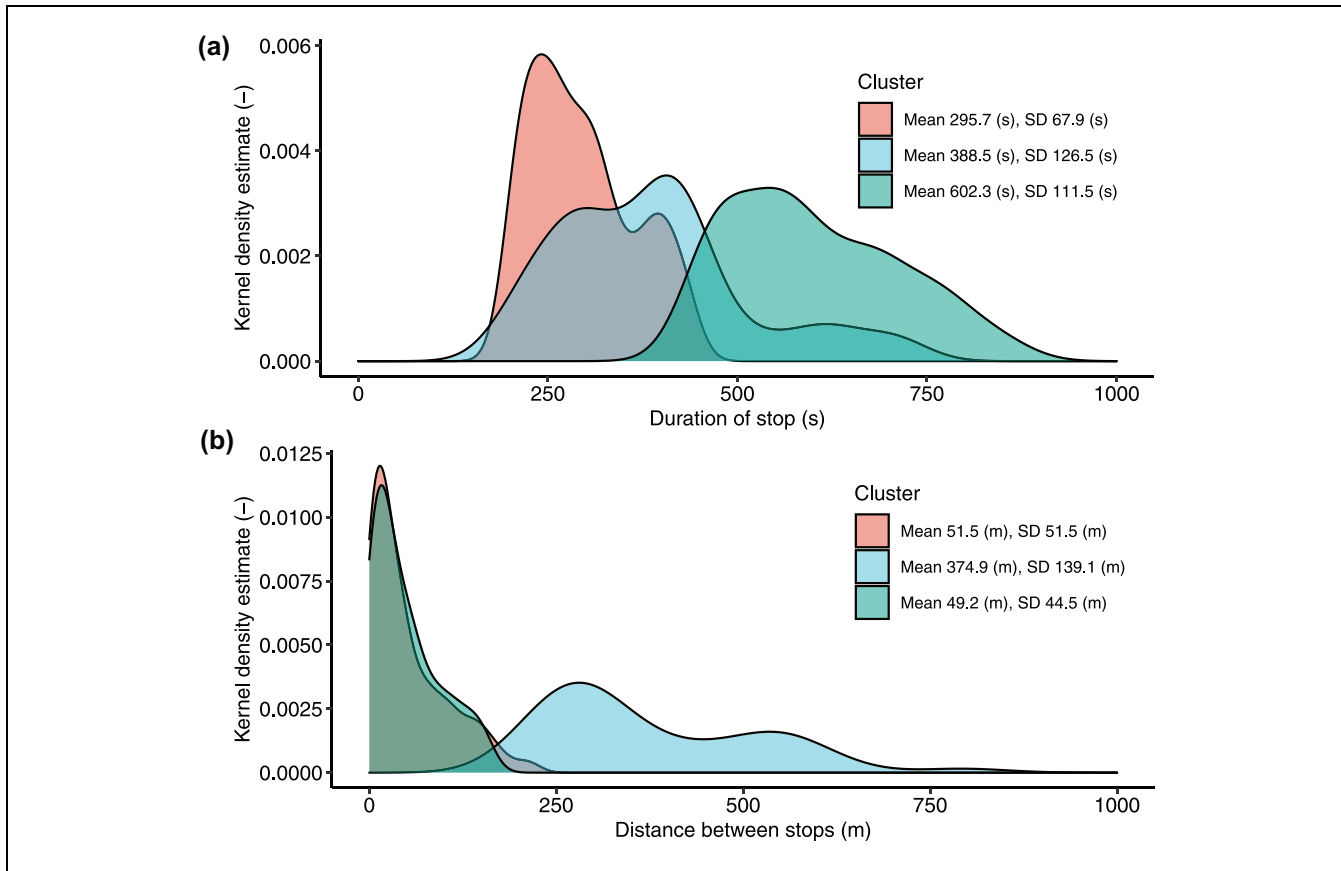 (a)
Kernel density estimate (−)
0.006
0.004
0.002
0.000
0
250
500
750
1000
Duration of stop (s)
Cluster
Mean 295.7 (s), SD 67.9 (s)
Mean 388.5 (s), SD 126.5 (s)
Mean 602.3 (s), SD 111.5 (s)
(b)
Kernel density estimate (−)
0.0125
0.0100
0.0075
0.0050
0.0025
0.0000
0
250
500
750
1000
Distance between stops (m)
Cluster
Mean 51.5 (m), SD 51.5 (m)
Mean 374.9 (m), SD 139.1 (m)
Mean 49.2 (m), SD 44.5 (m)